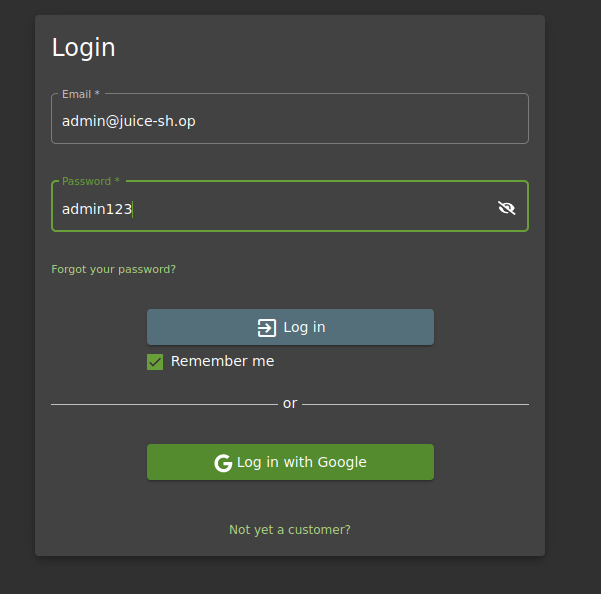 Login
Email *
admin@juice-sh.op
Password *
admin123
Forgot your password?
Log in
Remember me
or
Log in with Google
Not yet a customer?